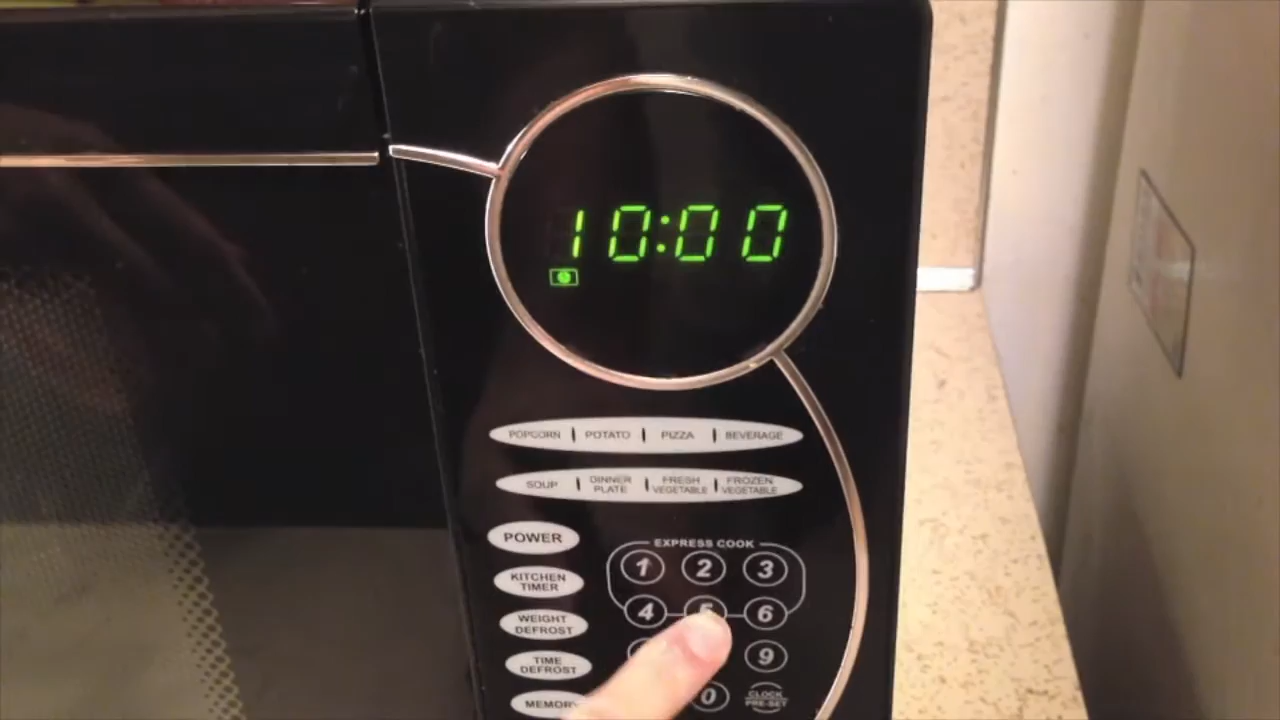 10:00
POPCORN | POTATO | PIZZA | BEVERAGE
SOUP | DINNER PLATE | FRESH VEGETABLE | FROZEN VEGETABLE
POWER
EXPRESS COOK
1 2 3
KITCHEN TIMER
4 5 6
WEIGHT DEFROST
9
TIME DEFROST
MEMORY
0
CLOCK
PRE-SET